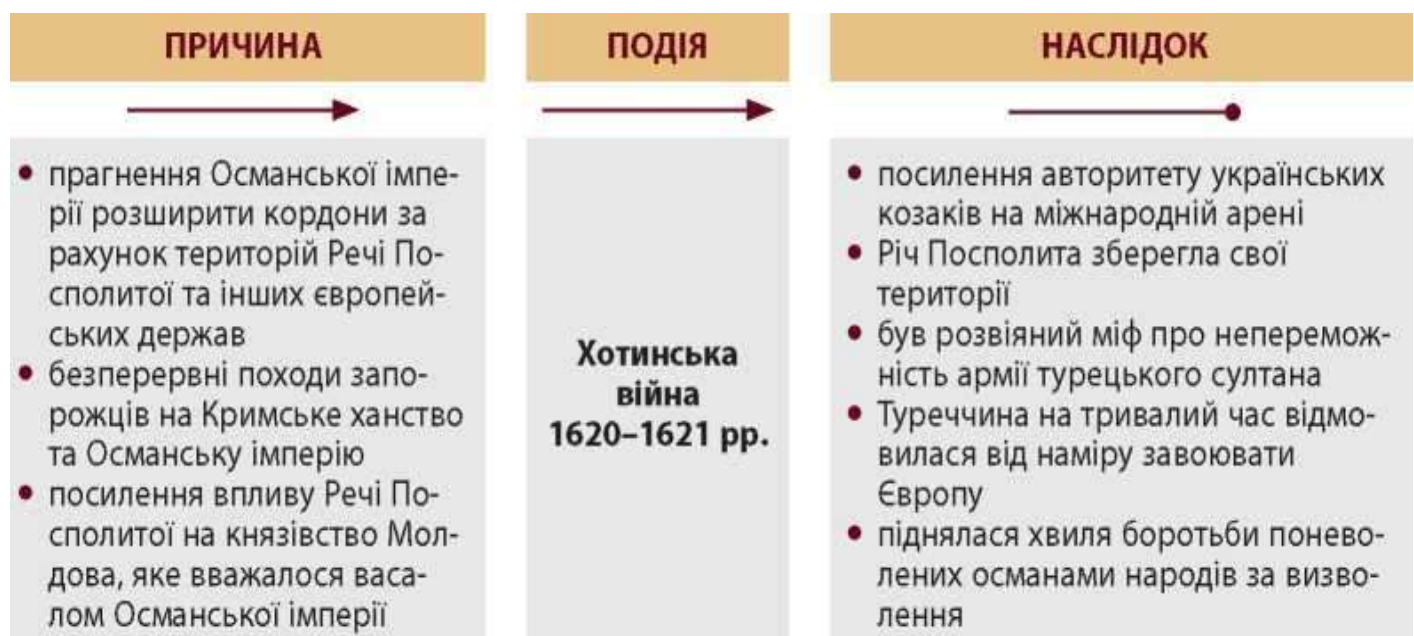 ПРИЧИНА
прагнення Османської імпе-
рії розширити кордони за
рахунок територій Речі По-
сполитої та інших європей-
ських держав
безперервні походи запо-
рожців на Кримське ханство
та Османську імперію
посилення впливу Речі По-
сполитої на князівство Мол-
дова, яке вважалося васа-
лом Османської імперії
ПОДІЯ
Хотинська
війна
1620–1621 рр.
НАСЛІДОК
посилення авторитету українських
козаків на міжнародній арені
Річ Посполита зберегла свої
території
був розвіяний міф про неперемож-
ність армії турецького султана
Туреччина на тривалий час відмо-
вилася від наміру завоювати
Європу
піднялася хвиля боротьби понево-
лених османами народів за визво-
лення